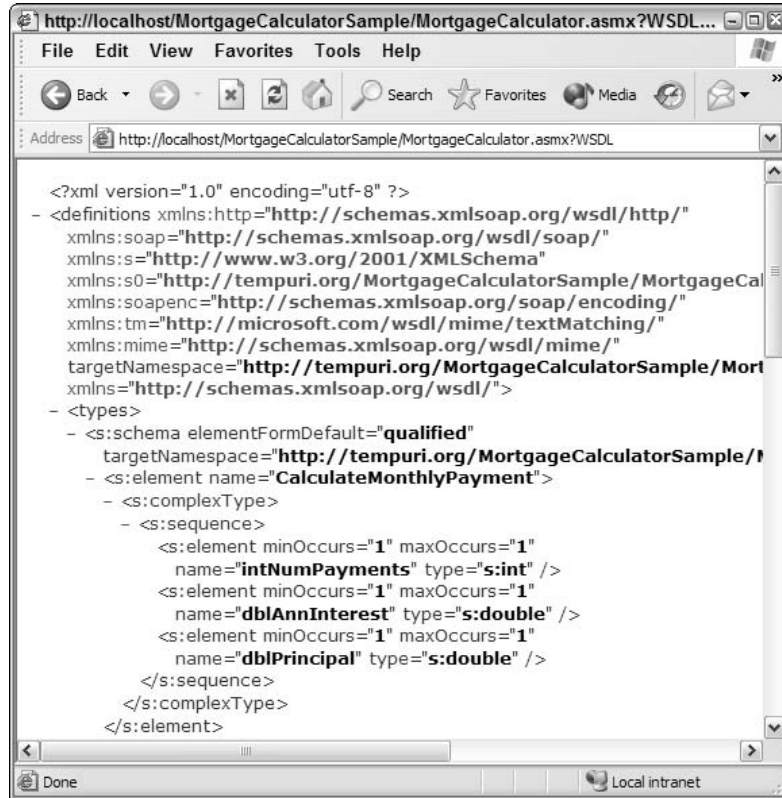 http://localhost/MortgageCalculatorSample/MortgageCalculator.asmx?WSDL...
File Edit View Favorites Tools Help
Back Search Favorites Media »
Address http://localhost/MortgageCalculatorSample/MortgageCalculator.asmx?WSDL
<?xml version="1.0" encoding="utf-8" ?>
- <definitions xmlns:http="http://schemas.xmlsoap.org/wsdl/http/"
xmlns:soap="http://schemas.xmlsoap.org/wsdl/soap/"
xmlns:s="http://www.w3.org/2001/XMLSchema"
xmlns:s0="http://tempuri.org/MortgageCalculatorSample/MortgageCal
xmlns:soapenc="http://schemas.xmlsoap.org/soap/encoding/"
xmlns:tm="http://microsoft.com/wsdl/mime/textMatching/"
xmlns:mime="http://schemas.xmlsoap.org/wsdl/mime/"
targetNamespace="http://tempuri.org/MortgageCalculatorSample/Mort
xmlns="http://schemas.xmlsoap.org/wsdl/">
- <types>
- <s:schema elementFormDefault="qualified"
targetNamespace="http://tempuri.org/MortgageCalculatorSample/M
- <s:element name="CalculateMonthlyPayment">
- <s:complexType>
- <s:sequence>
<s:element minOccurs="1" maxOccurs="1"
name="intNumPayments" type="s:int" />
<s:element minOccurs="1" maxOccurs="1"
name="dblAnnInterest" type="s:double" />
<s:element minOccurs="1" maxOccurs="1"
name="dblPrincipal" type="s:double" />
</s:sequence>
</s:complexType>
</s:element>
Done Local intranet